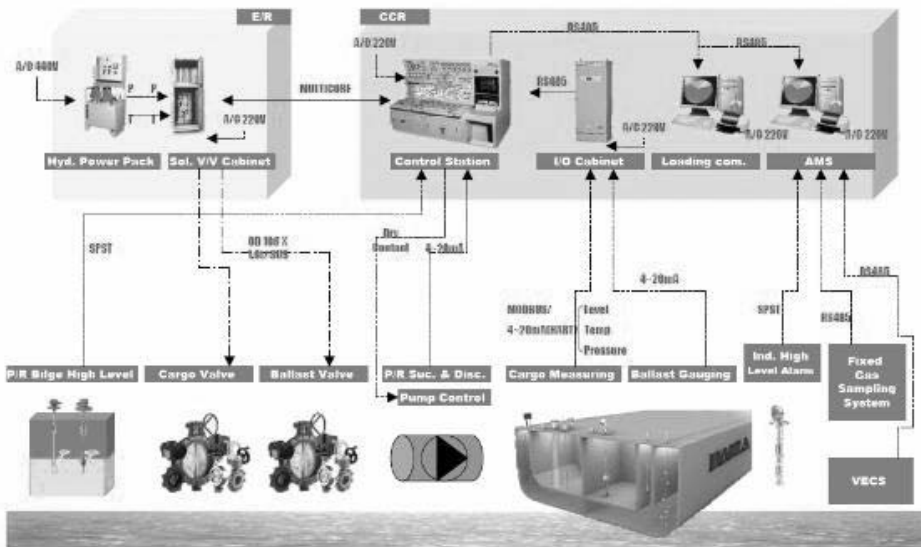 E/R
CCR
RS485
A/D 220V
RS485
A/D 440V
P P
MULTICORE
RS485
A/C 220V
A/C 220V
A/D 220V
A/D 220V
Hyd. Power Pack
Sol. V/V Cabinet
Control Station
I/O Cabinet
Loading com.
AMS
SPST
Dry
Contact
4~20mA
4~20mA
RS485
MODBUS/
4~20mA(HART)
Level
Temp
Pressure
SPST
RS485
P/R Bilge High Level
Cargo Valve
Ballast Valve
P/R Suc. & Disc.
Pump Control
Cargo Measuring
Ballast Gauging
Ind. High
Level Alarm
Fixed
Gas
Sampling
System
VECS